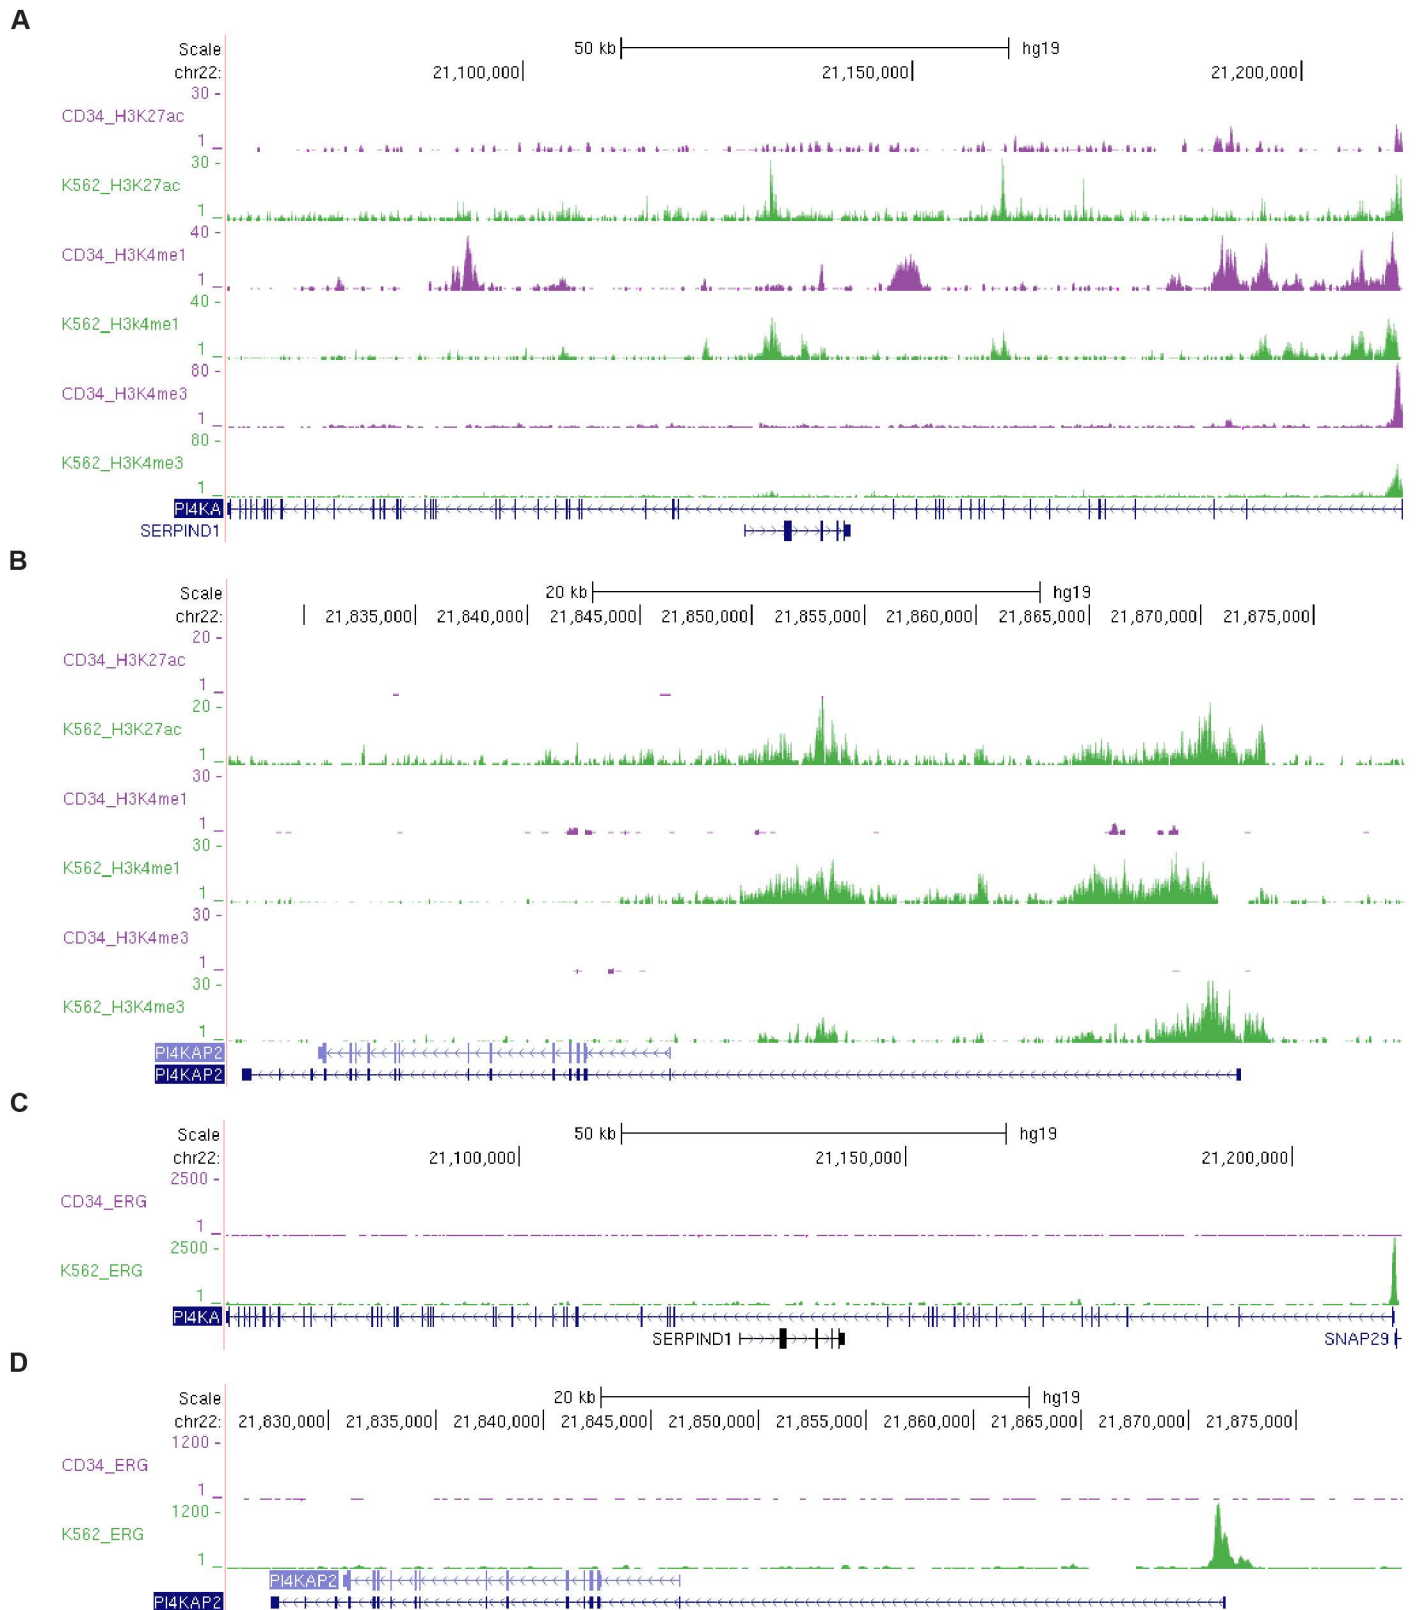 A
Scale 50 kb hg19
chr22: 21,100,000 21,150,000 21,200,000
30 -
CD34_H3K27ac
1 _
30 -
K562_H3K27ac
1 _
40 -
CD34_H3K4me1
1 _
40 -
K562_H3k4me1
1 _
80 -
CD34_H3K4me3
1 _
80 -
K562_H3K4me3
1 _
PI4KA
SERPIND1
B
Scale 20 kb hg19
chr22: 21,835,000 21,840,000 21,845,000 21,850,000 21,855,000 21,860,000 21,865,000 21,870,000 21,875,000
20 -
CD34_H3K27ac
1 _
20 -
K562_H3K27ac
1 _
30 -
CD34_H3K4me1
1 _
30 -
K562_H3k4me1
1 _
30 -
CD34_H3K4me3
1 _
30 -
K562_H3K4me3
1 _
PI4KAP2
PI4KAP2
C
Scale 50 kb hg19
chr22: 21,100,000 21,150,000 21,200,000
2500 -
CD34_ERG
1 _
2500 -
K562_ERG
1 _
PI4KA
SERPIND1 SNAP29
D
Scale 20 kb hg19
chr22: 21,830,000 21,835,000 21,840,000 21,845,000 21,850,000 21,855,000 21,860,000 21,865,000 21,870,000 21,875,000
1200 -
CD34_ERG
1 _
1200 -
K562_ERG
1 _
PI4KAP2
PI4KAP2